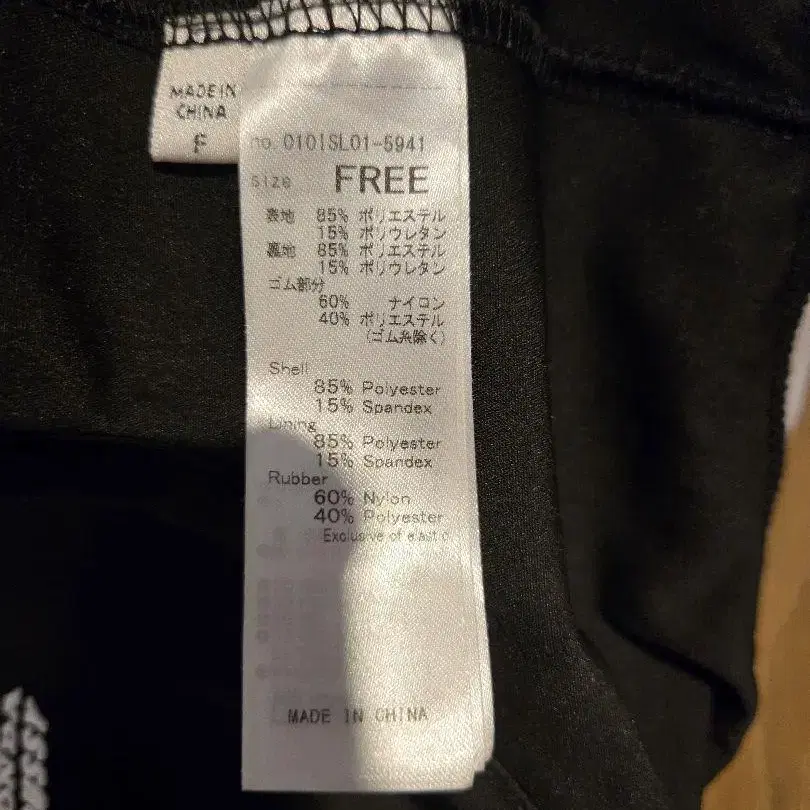 MADE IN
CHINA
F
no. 0101SL01-5941
size FREE
表地 85% ポリエステル
15% ポリウレタン
裏地 85% ポリエステル
15% ポリウレタン
ゴム部分
60% ナイロン
40% ポリエステル
(ゴム糸除く)
Shell
85% Polyester
15% Spandex
Lining
85% Polyester
15% Spandex
Rubber
60% Nylon
40% Polyester
Exclusive of elastic
MADE IN CHINA